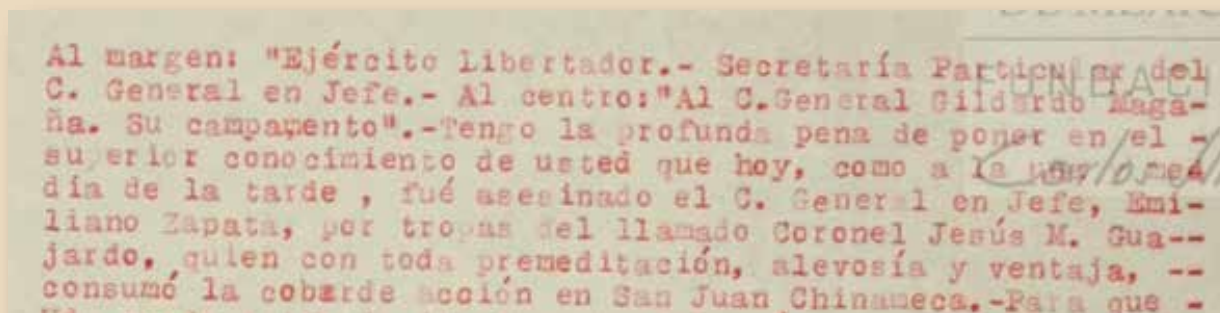 Al margen: "Ejército Libertador.- Secretaría Particular del
C. General en Jefe.- Al centro:"Al C.General Gildardo Maga-
ña. Su campamento".-Tengo la profunda pena de poner en el -
superior conocimiento de usted que hoy, como a la una y med
día de la tarde , fué asesinado el C. General en Jefe, Emi-
liano Zapata, por tropas del llamado Coronel Jesús M. Gua--
jardo, quien con toda premeditación, alevosía y ventaja, --
consumó la cobarde acción en San Juan Chinameca.-Para que -
FUNDACI